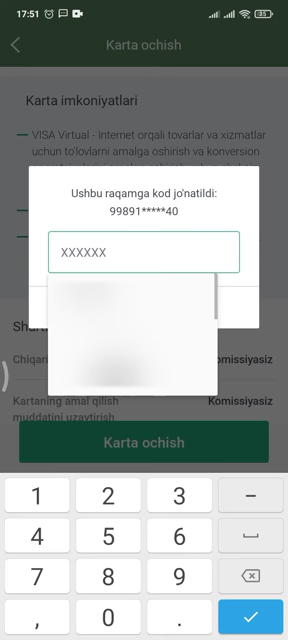 17:51
35
Karta ochish
Karta imkoniyatlari
VISA Virtual - Internet orqali tovarlar va xizmatlar
uchun to'lovlarni amalga oshirish va konversion
Ushbu raqamga kod jo'natildi:
99891*****40
XXXXXX
Chiqari
omissiyasiz
Kartaning amal qilish
muddatini uzaytirish
Komissiyasiz
Karta ochish
1 2 3 –
4 5 6
7 8 9
, 0 .